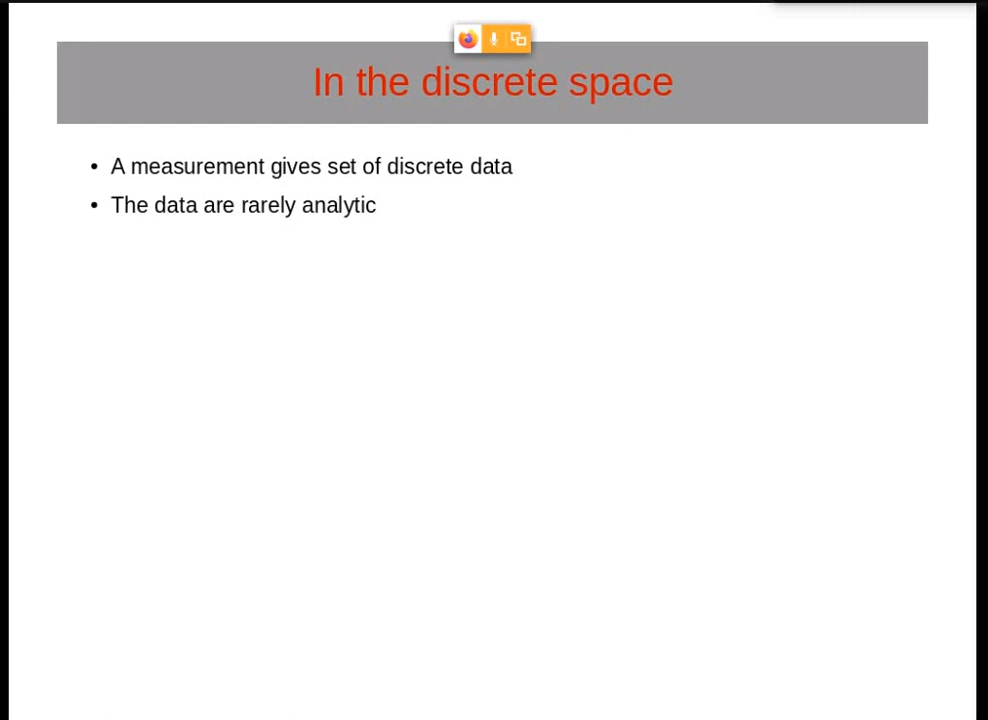 In the discrete space
• A measurement gives set of discrete data
• The data are rarely analytic